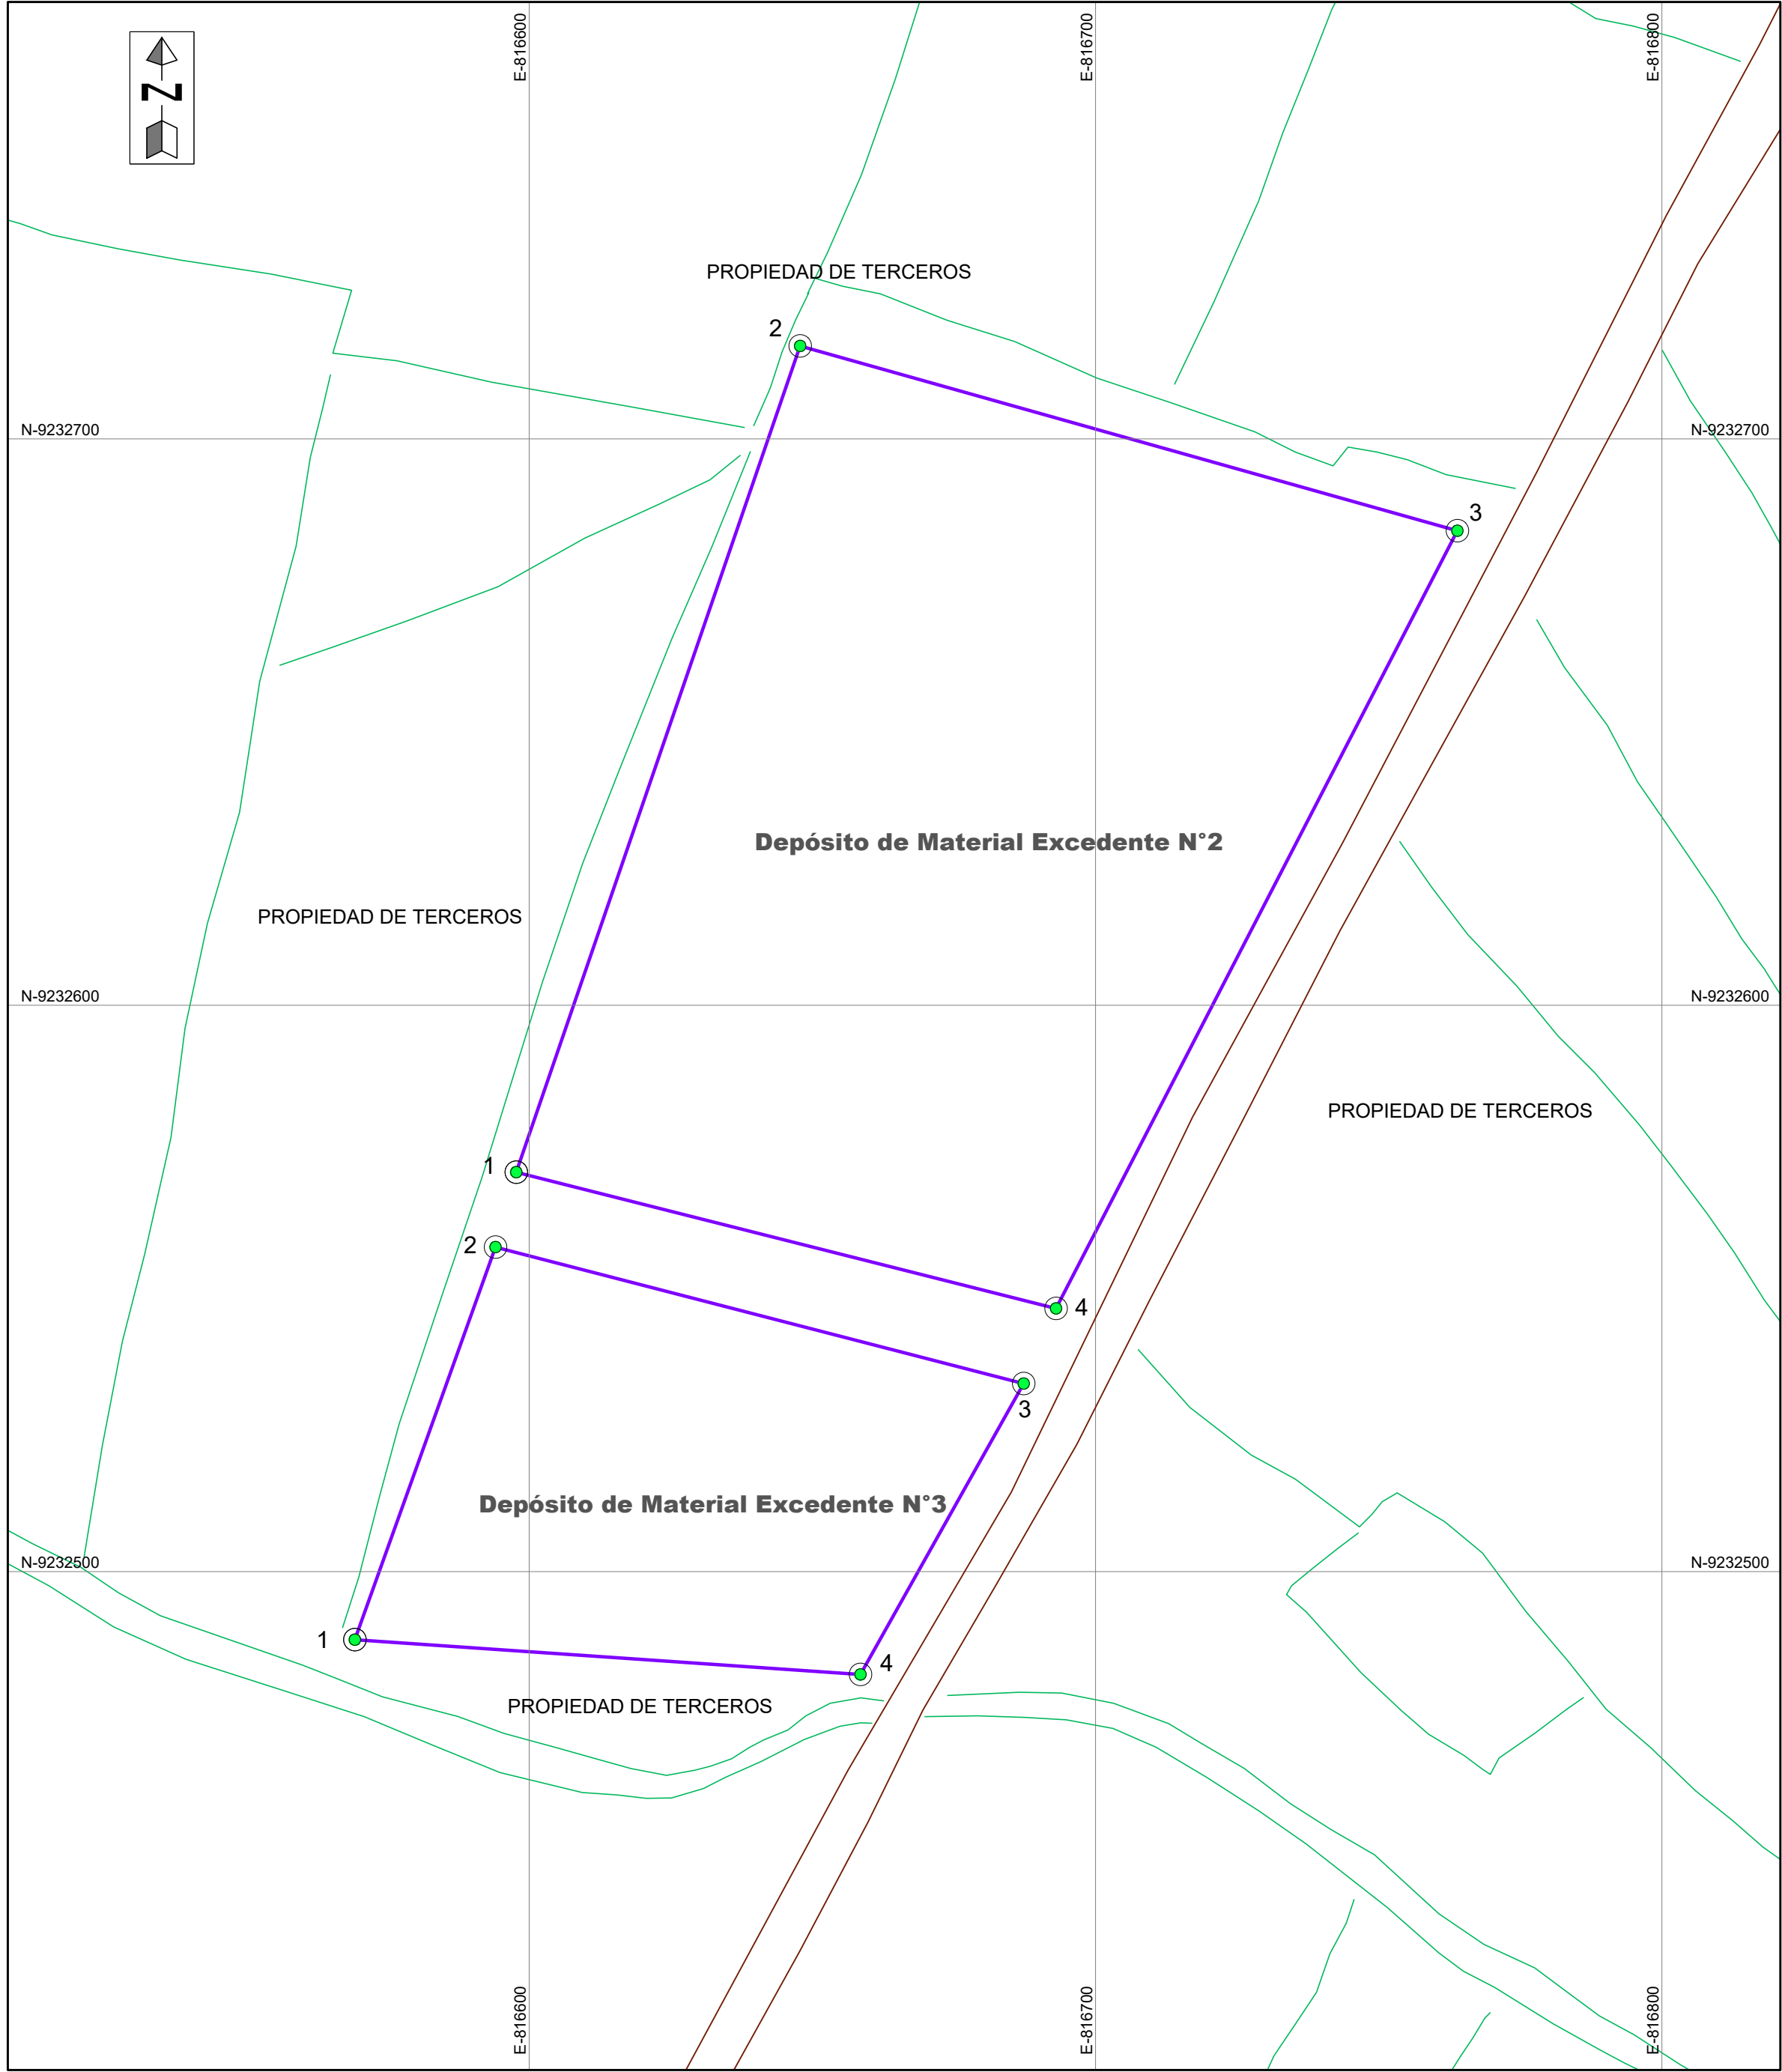 E-816600
E-816700
E-816800
N
PROPIEDAD DE TERCEROS
2
N-9232700
N-9232700
3
Depósito de Material Excedente N°2
PROPIEDAD DE TERCEROS
N-9232600
N-9232600
PROPIEDAD DE TERCEROS
1
2
4
3
Depósito de Material Excedente N°3
N-9232500
N-9232500
1
4
PROPIEDAD DE TERCEROS
E-816600
E-816700
E-816800